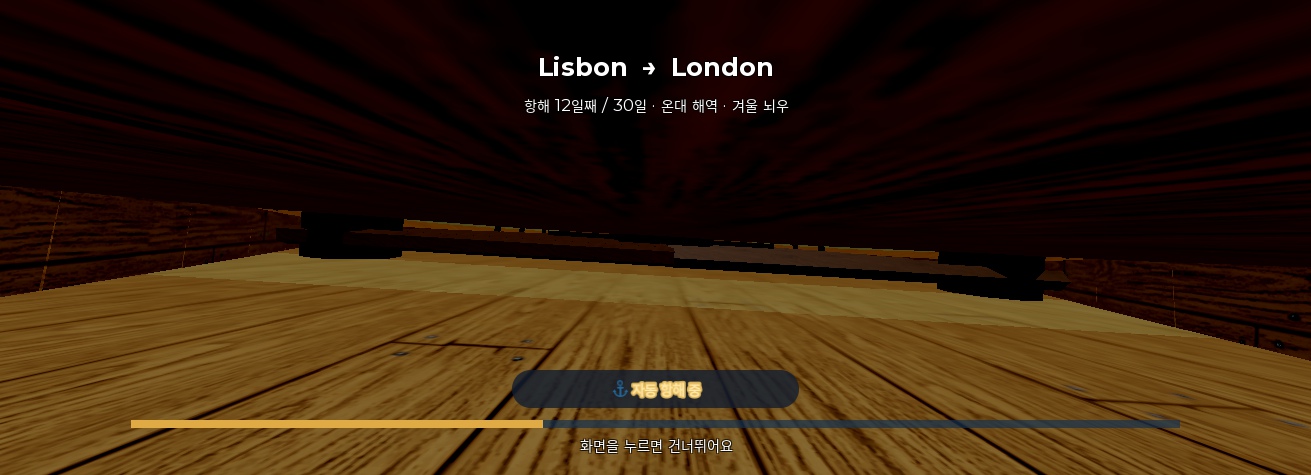 Lisbon → London
항해 12일째 / 30일 · 온대 해역 · 겨울 뇌우
⚓ 자동 항해 중
화면을 누르면 건너뛰어요